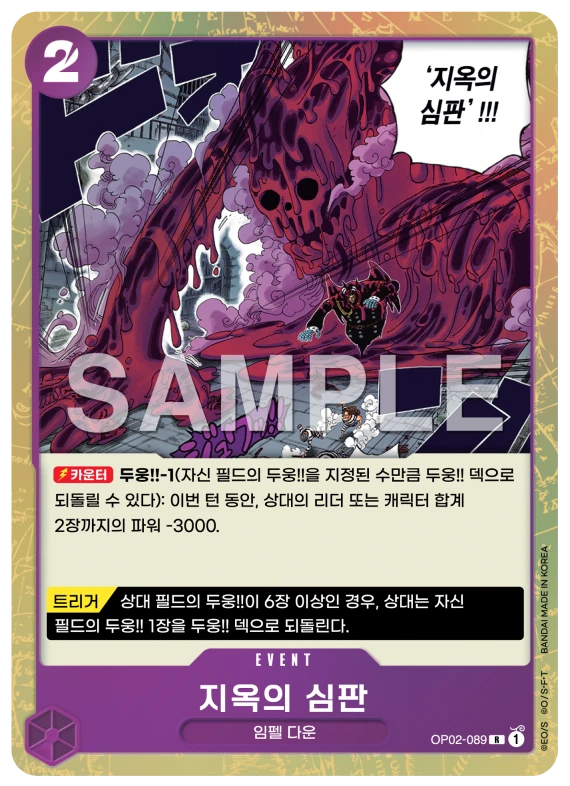 2
‘지옥의
심판’ !!!
SAMPLE
카운터 두웅!!-1(자신 필드의 두웅!!을 지정된 수만큼 두웅!! 덱으로
되돌릴 수 있다): 이번 턴 동안, 상대의 리더 또는 캐릭터 합계
2장까지의 파워 -3000.
트리거 상대 필드의 두웅!!이 6장 이상인 경우, 상대는 자신
필드의 두웅!! 1장을 두웅!! 덱으로 되돌린다.
EVENT
지옥의 심판
임펠 다운
OP02-089 R 1
©EO/S ©O/S·F·T BANDAI MADE IN KOREA